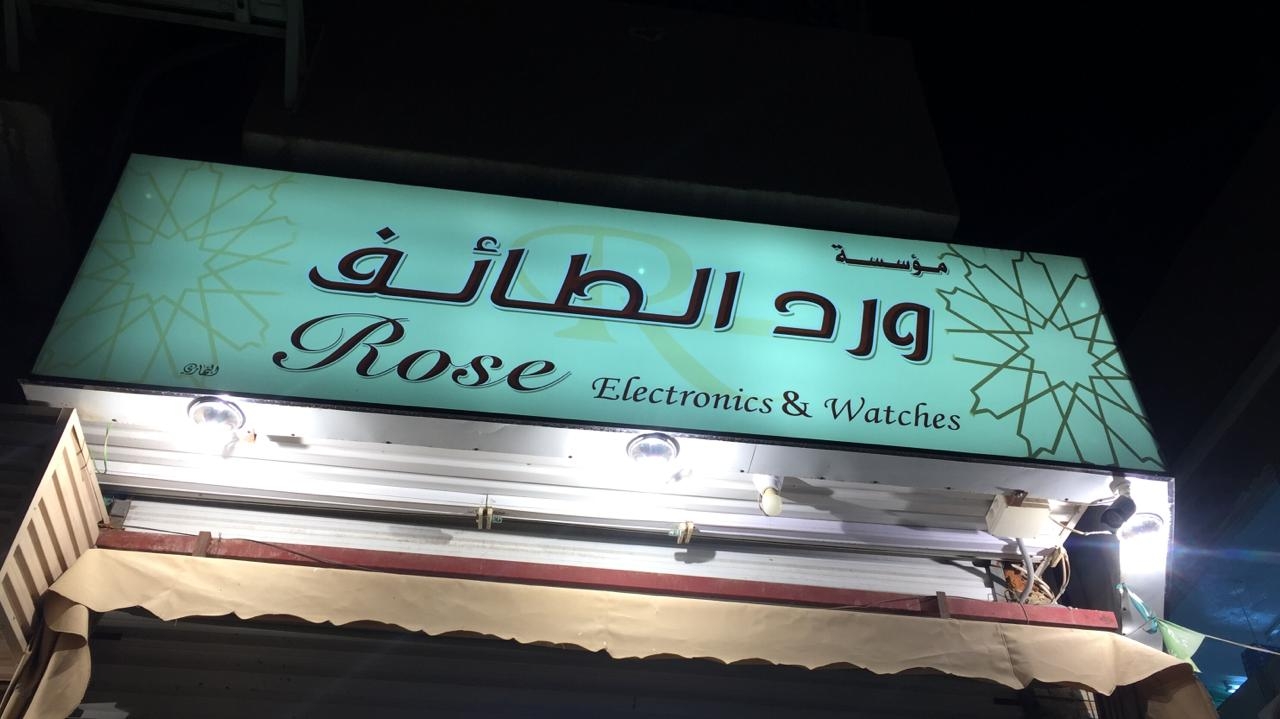 مؤسسة
ورد الطائف
Rose
Electronics & Watches
R